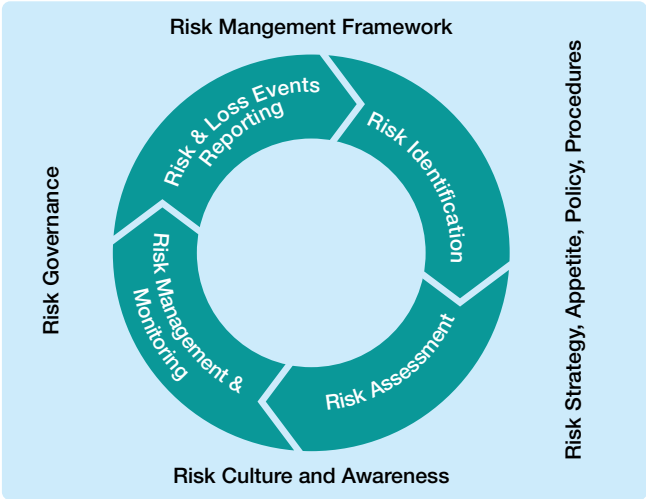 Risk Mangement Framework
Risk & Loss Events
Reporting
Risk Identification
Risk Assessment
Risk Management &
Monitoring
Risk Governance
Risk Strategy, Appetite, Policy, Procedures
Risk Culture and Awareness